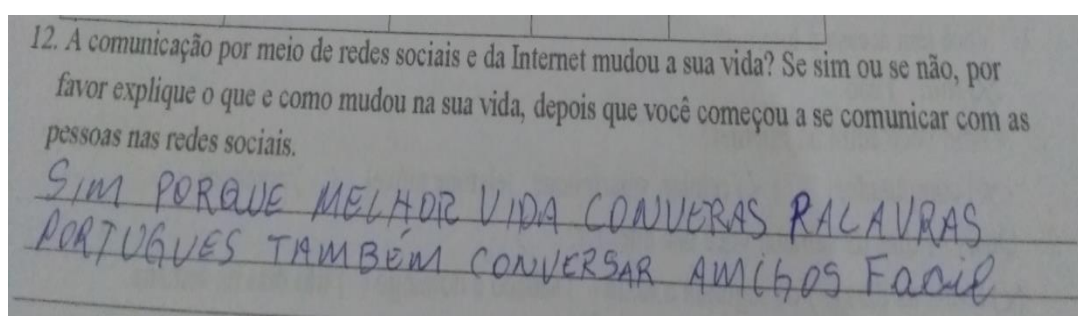 12. A comunicação por meio de redes sociais e da Internet mudou a sua vida? Se sim ou se não, por
favor explique o que e como mudou na sua vida, depois que você começou a se comunicar com as
pessoas nas redes sociais.
SIM PORQUE MELHOR VIDA CONVERAS PALAVRAS
PORTUGUES TAMBÉM CONVERSAR AMIGOS FaciL